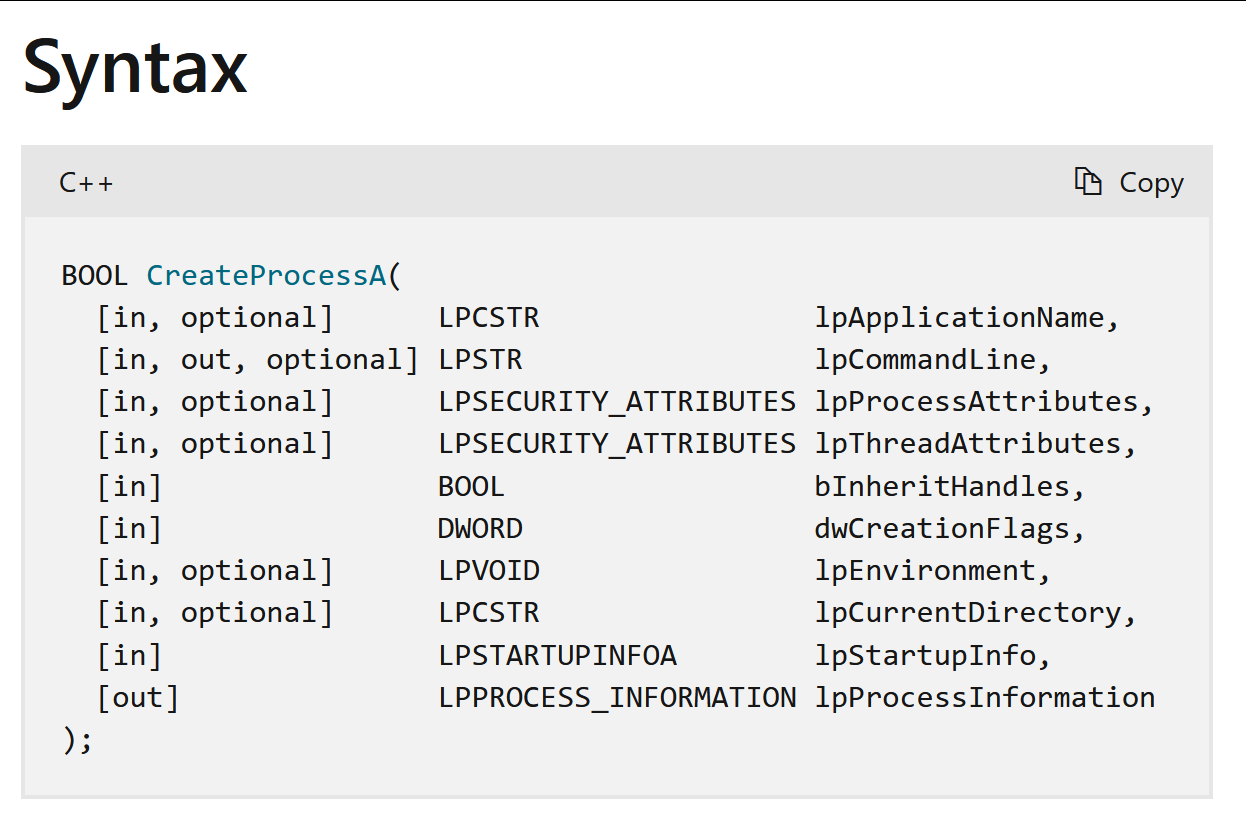 Syntax
C++ Copy
BOOL CreateProcessA(
  [in, optional]      LPCSTR                lpApplicationName,
  [in, out, optional] LPSTR                 lpCommandLine,
  [in, optional]      LPSECURITY_ATTRIBUTES lpProcessAttributes,
  [in, optional]      LPSECURITY_ATTRIBUTES lpThreadAttributes,
  [in]                BOOL                  bInheritHandles,
  [in]                DWORD                 dwCreationFlags,
  [in, optional]      LPVOID                lpEnvironment,
  [in, optional]      LPCSTR                lpCurrentDirectory,
  [in]                LPSTARTUPINFOA        lpStartupInfo,
  [out]               LPPROCESS_INFORMATION lpProcessInformation
);